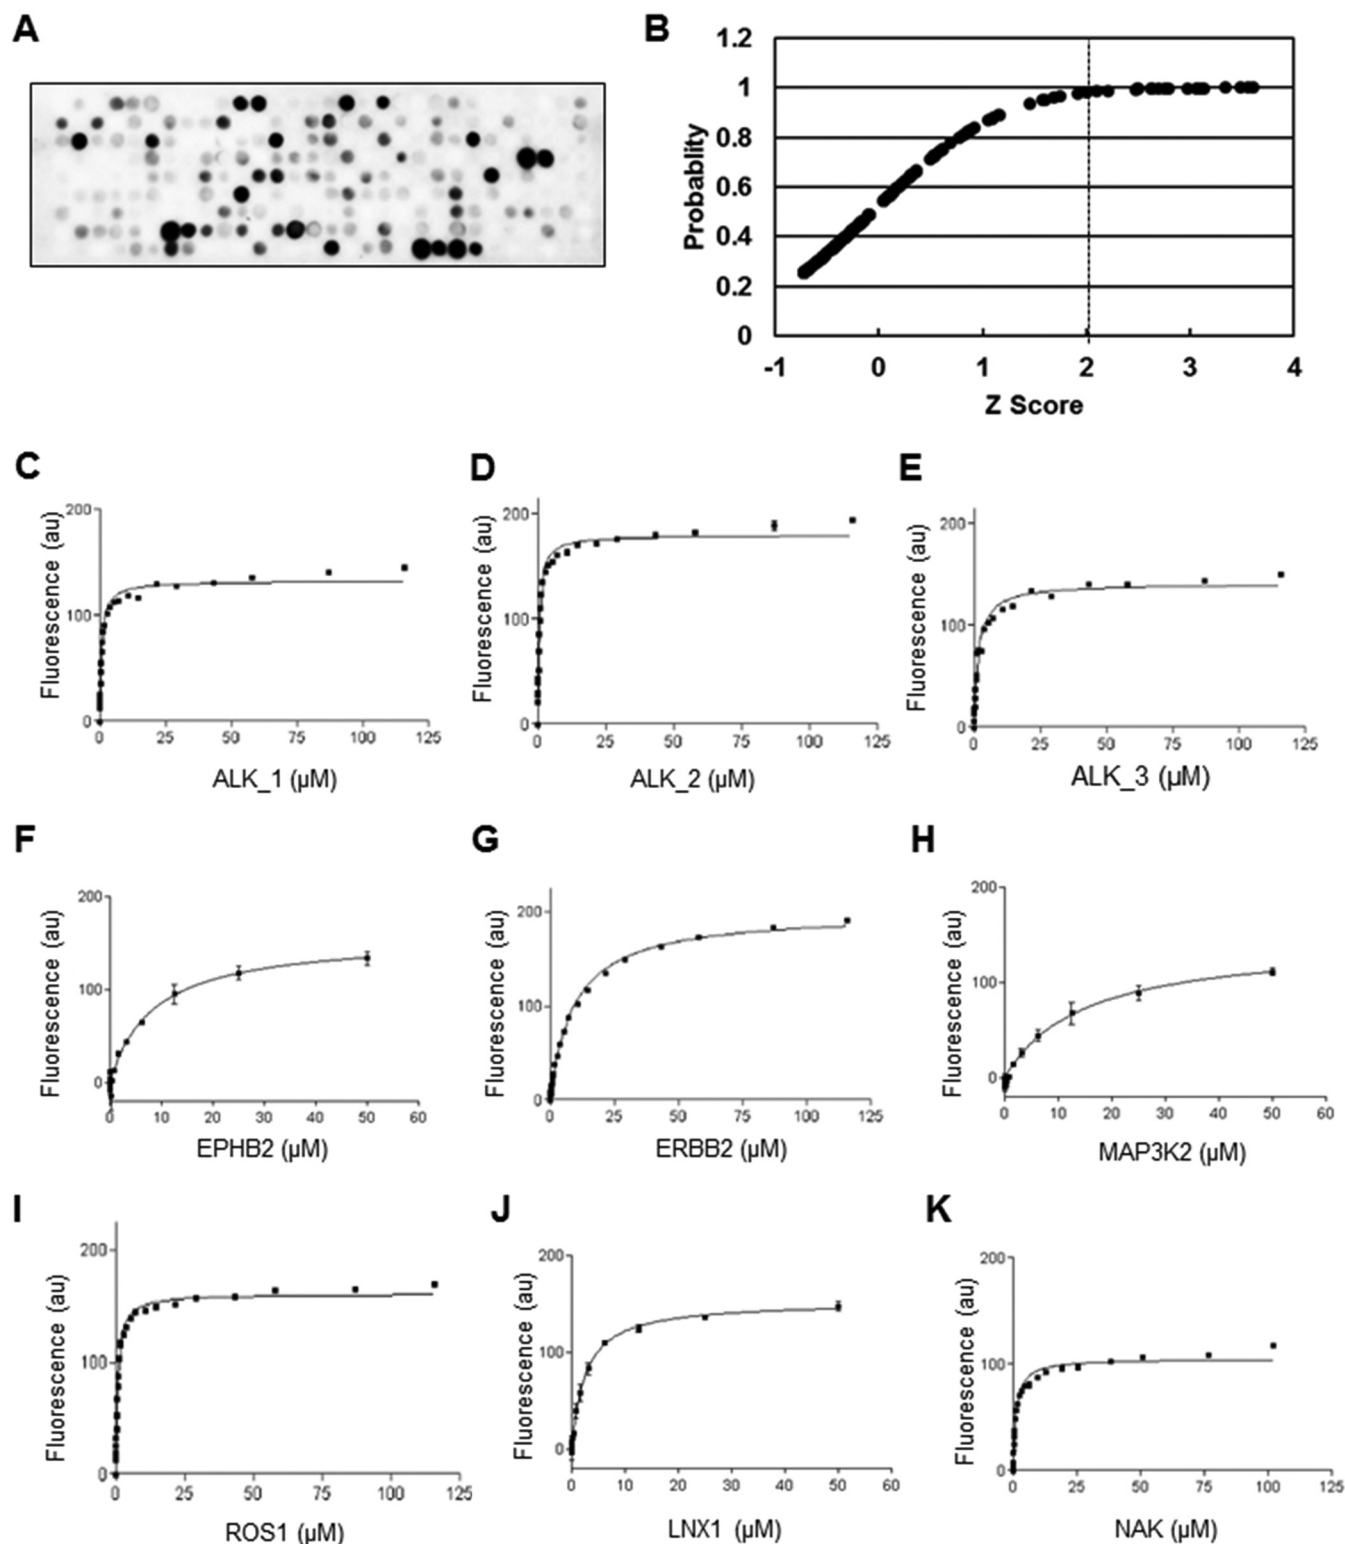 A
B
1.2
1
0.8
0.6
0.4
0.2
0
Probablity
-1 0 1 2 3 4
Z Score
C
200
100
0
Fluorescence (au)
0 25 50 75 100 125
ALK_1 (µM)
D
200
100
0
Fluorescence (au)
0 25 50 75 100 125
ALK_2 (µM)
E
200
100
0
Fluorescence (au)
0 25 50 75 100 125
ALK_3 (µM)
F
200
100
0
Fluorescence (au)
0 10 20 30 40 50 60
EPHB2 (µM)
G
200
100
0
Fluorescence (au)
0 25 50 75 100 125
ERBB2 (µM)
H
200
100
0
Fluorescence (au)
0 10 20 30 40 50 60
MAP3K2 (µM)
I
200
100
0
Fluorescence (au)
0 25 50 75 100 125
ROS1 (µM)
J
200
100
0
Fluorescence (au)
0 10 20 30 40 50 60
LNX1 (µM)
K
200
100
0
Fluorescence (au)
0 25 50 75 100 125
NAK (µM)